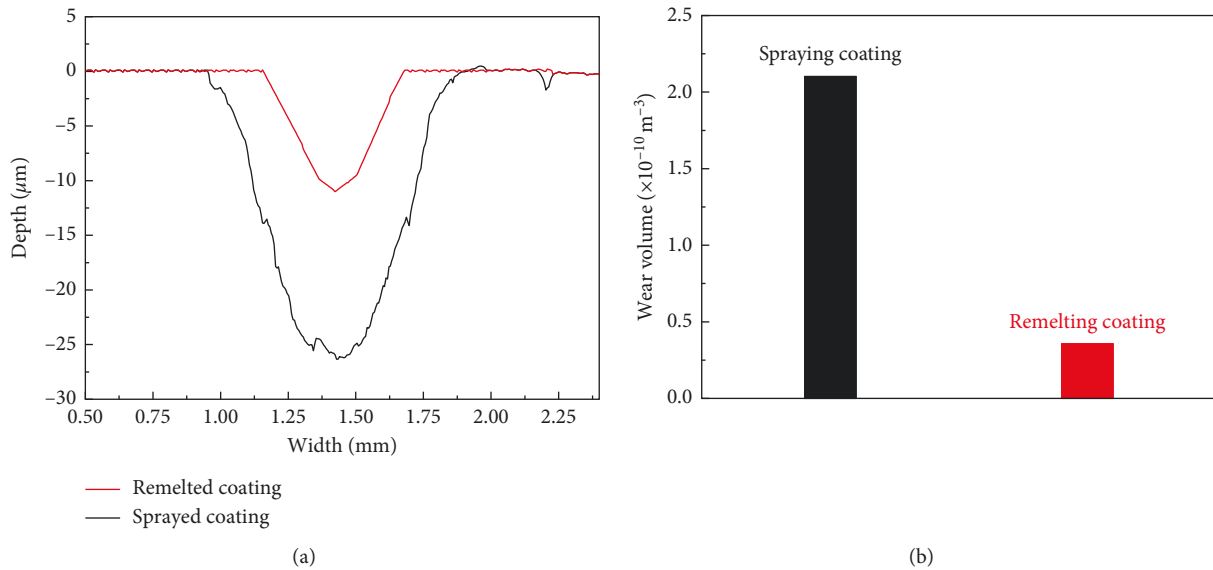 5
0
−5
−10
−15
−20
−25
−30
Depth (μm)
0.50 0.75 1.00 1.25 1.50 1.75 2.00 2.25
Width (mm)
Remelted coating
Sprayed coating
(a)
2.5
2.0
1.5
1.0
0.5
0.0
Wear volume (×10⁻¹⁰ m⁻³)
Spraying coating
Remelting coating
(b)